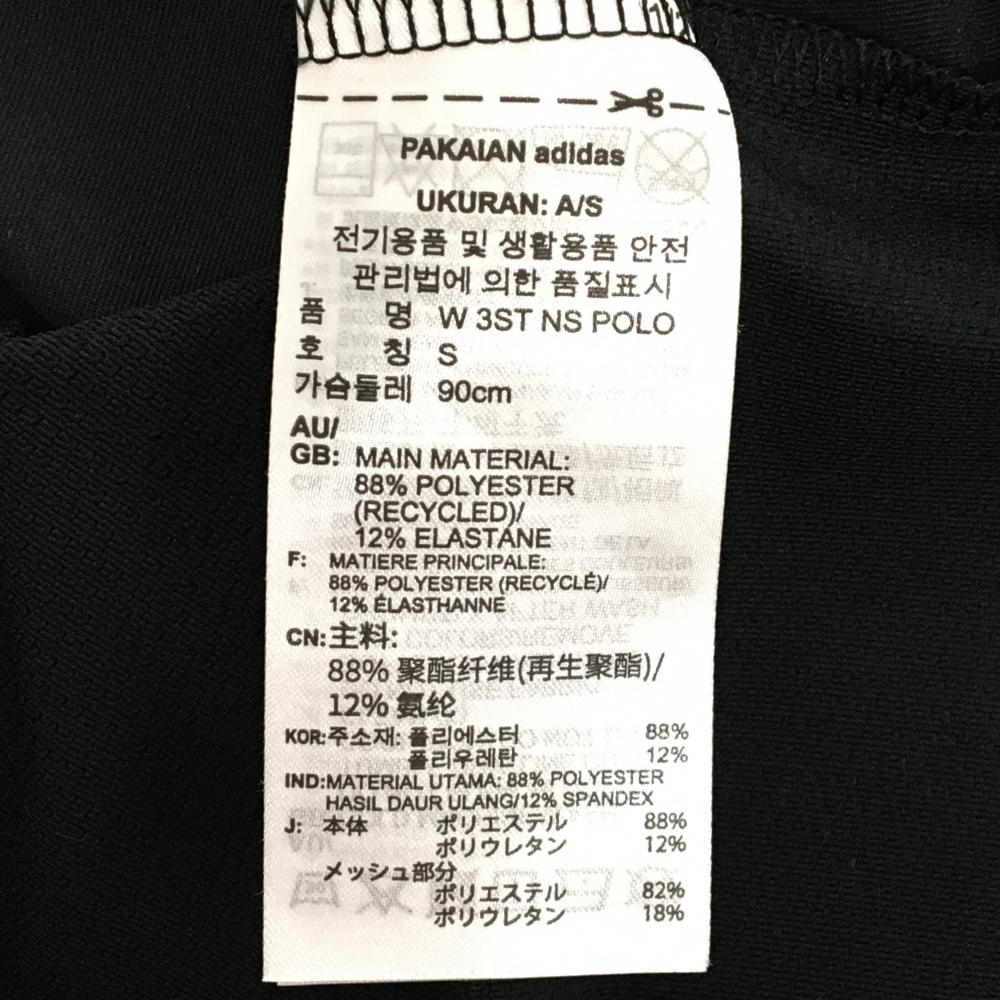 PAKAIAN adidas
UKURAN: A/S
전기용품 및 생활용품 안전
관리법에 의한 품질표시
품 명 W 3ST NS POLO
호 칭 S
가슴둘레 90cm
AU/
GB: MAIN MATERIAL:
88% POLYESTER
(RECYCLED)/
12% ELASTANE
F: MATIERE PRINCIPALE:
88% POLYESTER (RECYCLÉ)/
12% ÉLASTHANNE
CN:主料:
88% 聚酯纤维(再生聚酯)/
12% 氨纶
KOR:주소재: 폴리에스터 88%
폴리우레탄 12%
IND:MATERIAL UTAMA: 88% POLYESTER
HASIL DAUR ULANG/12% SPANDEX
J: 本体 ポリエステル 88%
ポリウレタン 12%
メッシュ部分
ポリエステル 82%
ポリウレタン 18%